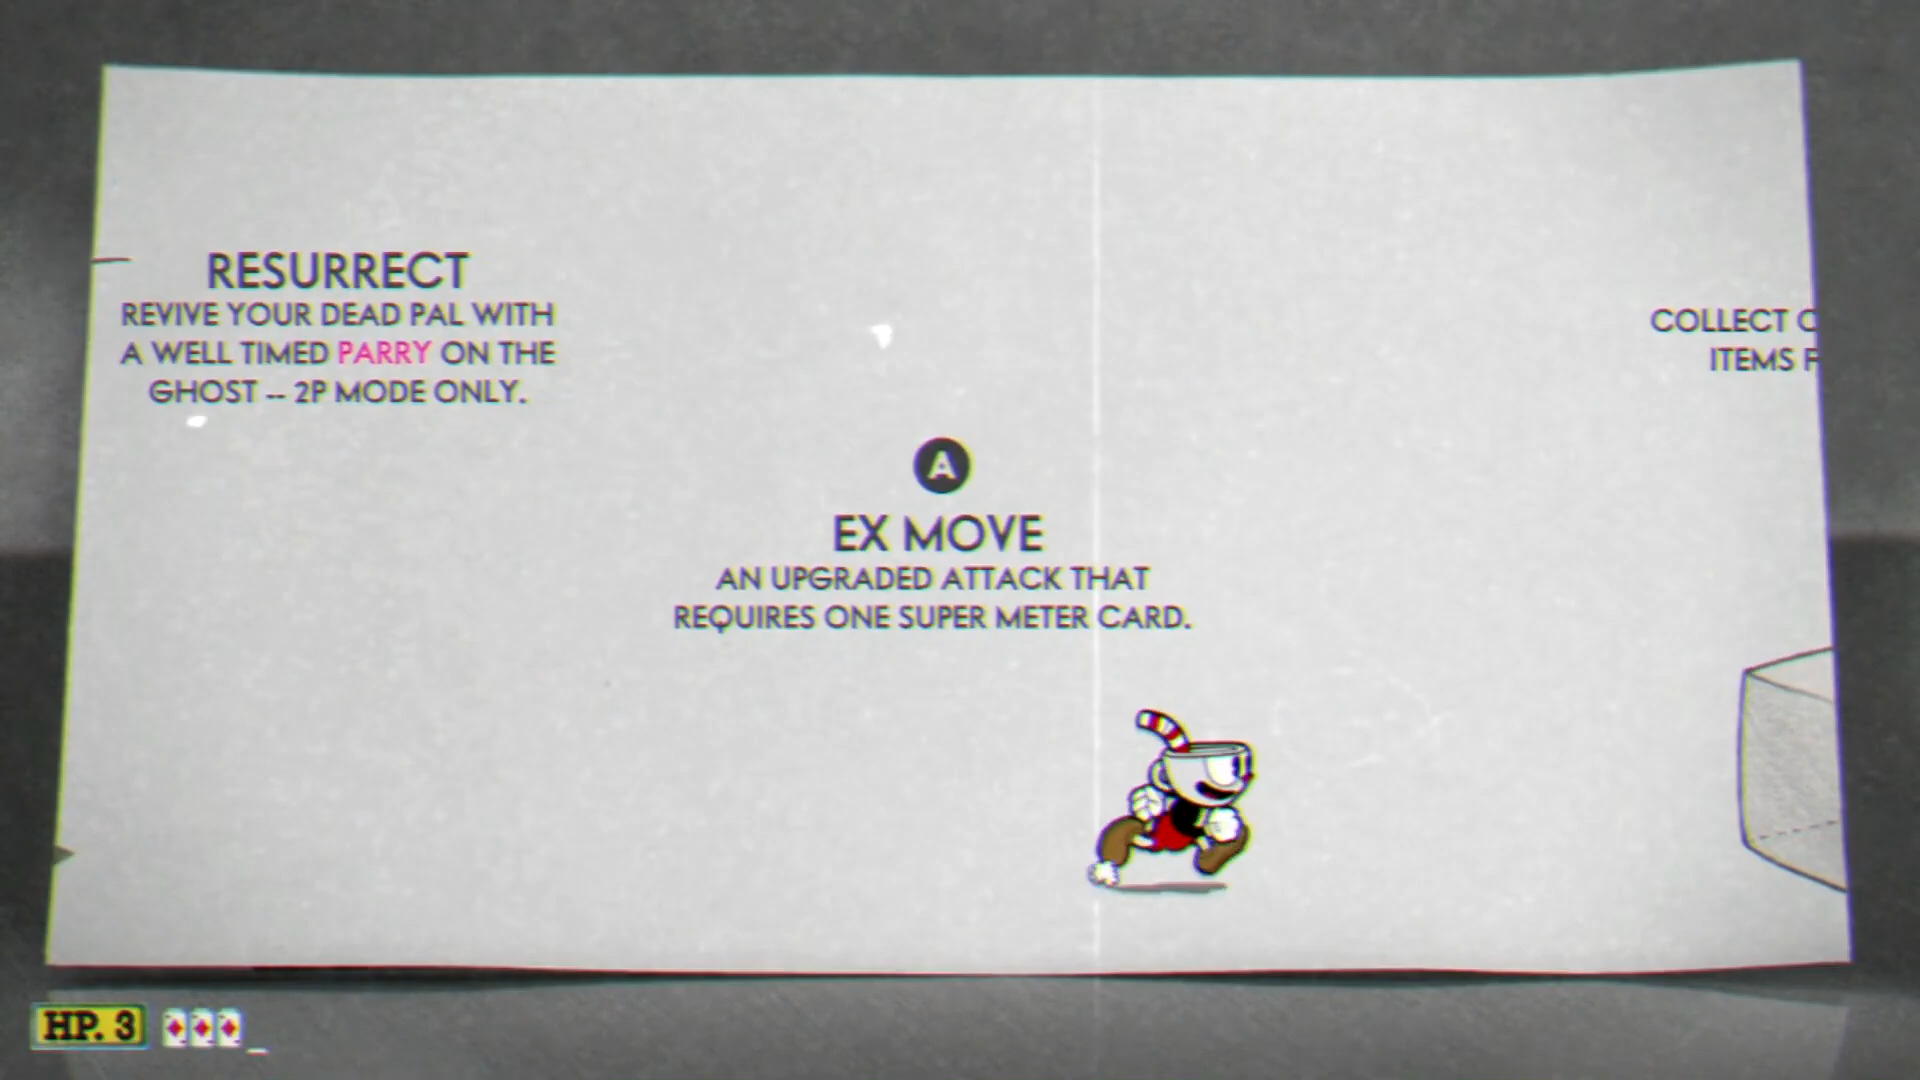 RESURRECT
REVIVE YOUR DEAD PAL WITH
A WELL TIMED PARRY ON THE
GHOST -- 2P MODE ONLY.
A
EX MOVE
AN UPGRADED ATTACK THAT
REQUIRES ONE SUPER METER CARD.
COLLECT
ITEMS
HP. 3